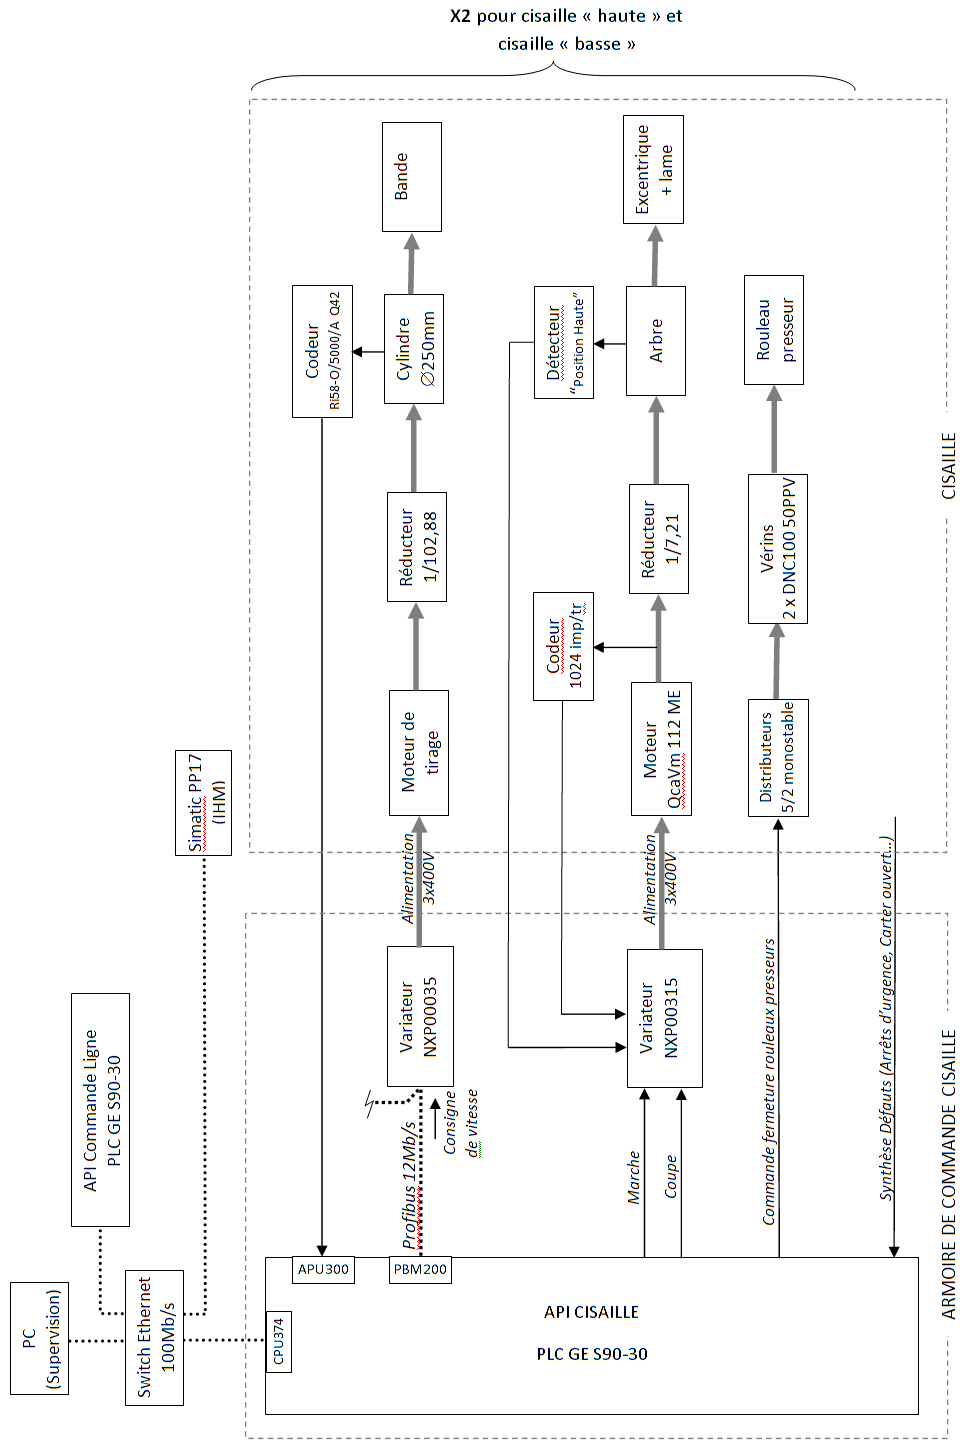 X2 pour cisaille « haute » et
cisaille « basse »
Bande
Excentrique
+ lame
Codeur
Ri58-O/5000/A Q42
Cylindre
∅250mm
Détecteur
“Position Haute”
Arbre
Rouleau
presseur
Réducteur
1/102,88
Réducteur
1/7,21
Vérins
2 x DNC100 50PPV
Codeur
1024 imp/tr
Moteur de
tirage
Moteur
QcaVm 112 ME
Distributeurs
5/2 monostable
CISAILLE
Simatic PP17
(IHM)
Alimentation
3x400V
Alimentation
3x400V
Variateur
NXP00035
Variateur
NXP00315
API Commande Ligne
PLC GE S90-30
Profibus 12Mb/s
Consigne
de vitesse
Marche
Coupe
Commande fermeture rouleaux presseurs
Synthèse Défauts (Arrêts d’urgence, Carter ouvert…)
ARMOIRE DE COMMANDE CISAILLE
PC
(Supervision)
Switch Ethernet
100Mb/s
APU300
PBM200
CPU374
API CISAILLE
PLC GE S90-30